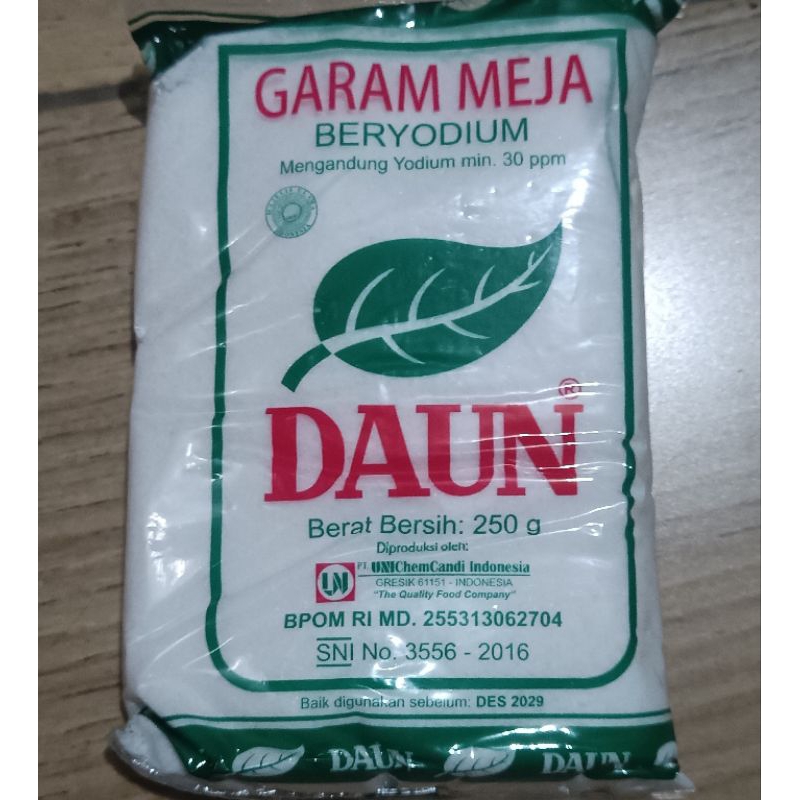 GARAM MEJA
BERYODIUM
Mengandung Yodium min. 30 ppm
®
DAUN
Berat Bersih: 250 g
Diproduksi oleh:
PT. UNIChemCandi Indonesia
GRESIK 61151 - INDONESIA
"The Quality Food Company"
BPOM RI MD. 255313062704
SNI No. 3556 - 2016
Baik digunakan sebelum: DES 2029
DAUN DAUN